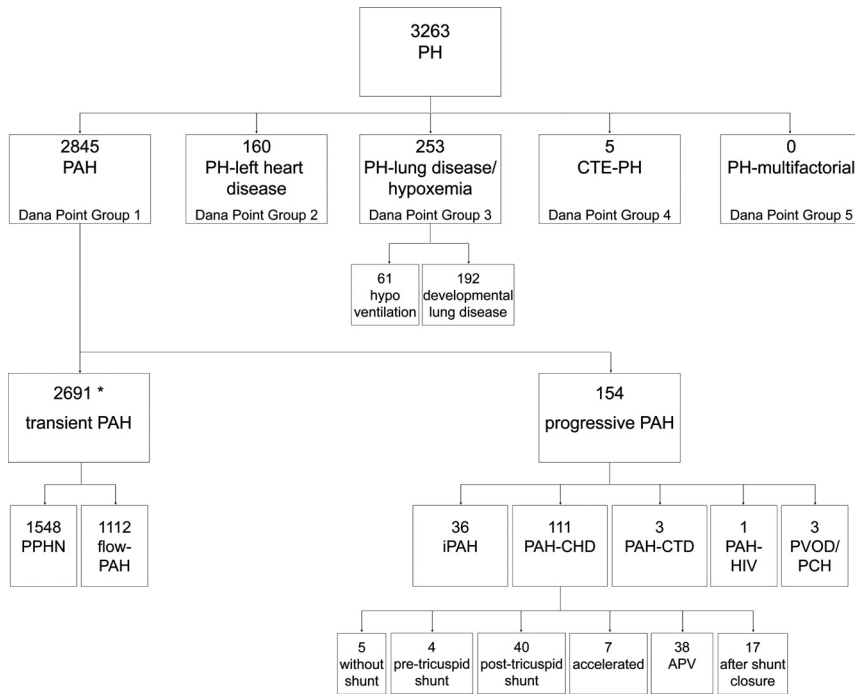 3263
PH
2845
PAH
Dana Point Group 1
160
PH-left heart
disease
Dana Point Group 2
253
PH-lung disease/
hypoxemia
Dana Point Group 3
5
CTE-PH
Dana Point Group 4
0
PH-multifactorial
Dana Point Group 5
61
hypo
ventilation
192
developmental
lung disease
2691 *
transient PAH
154
progressive PAH
1548
PPHN
1112
flow-
PAH
36
iPAH
111
PAH-CHD
3
PAH-CTD
1
PAH-
HIV
3
PVOD/
PCH
5
without
shunt
4
pre-tricuspid
shunt
40
post-tricuspid
shunt
7
accelerated
38
APV
17
after shunt
closure